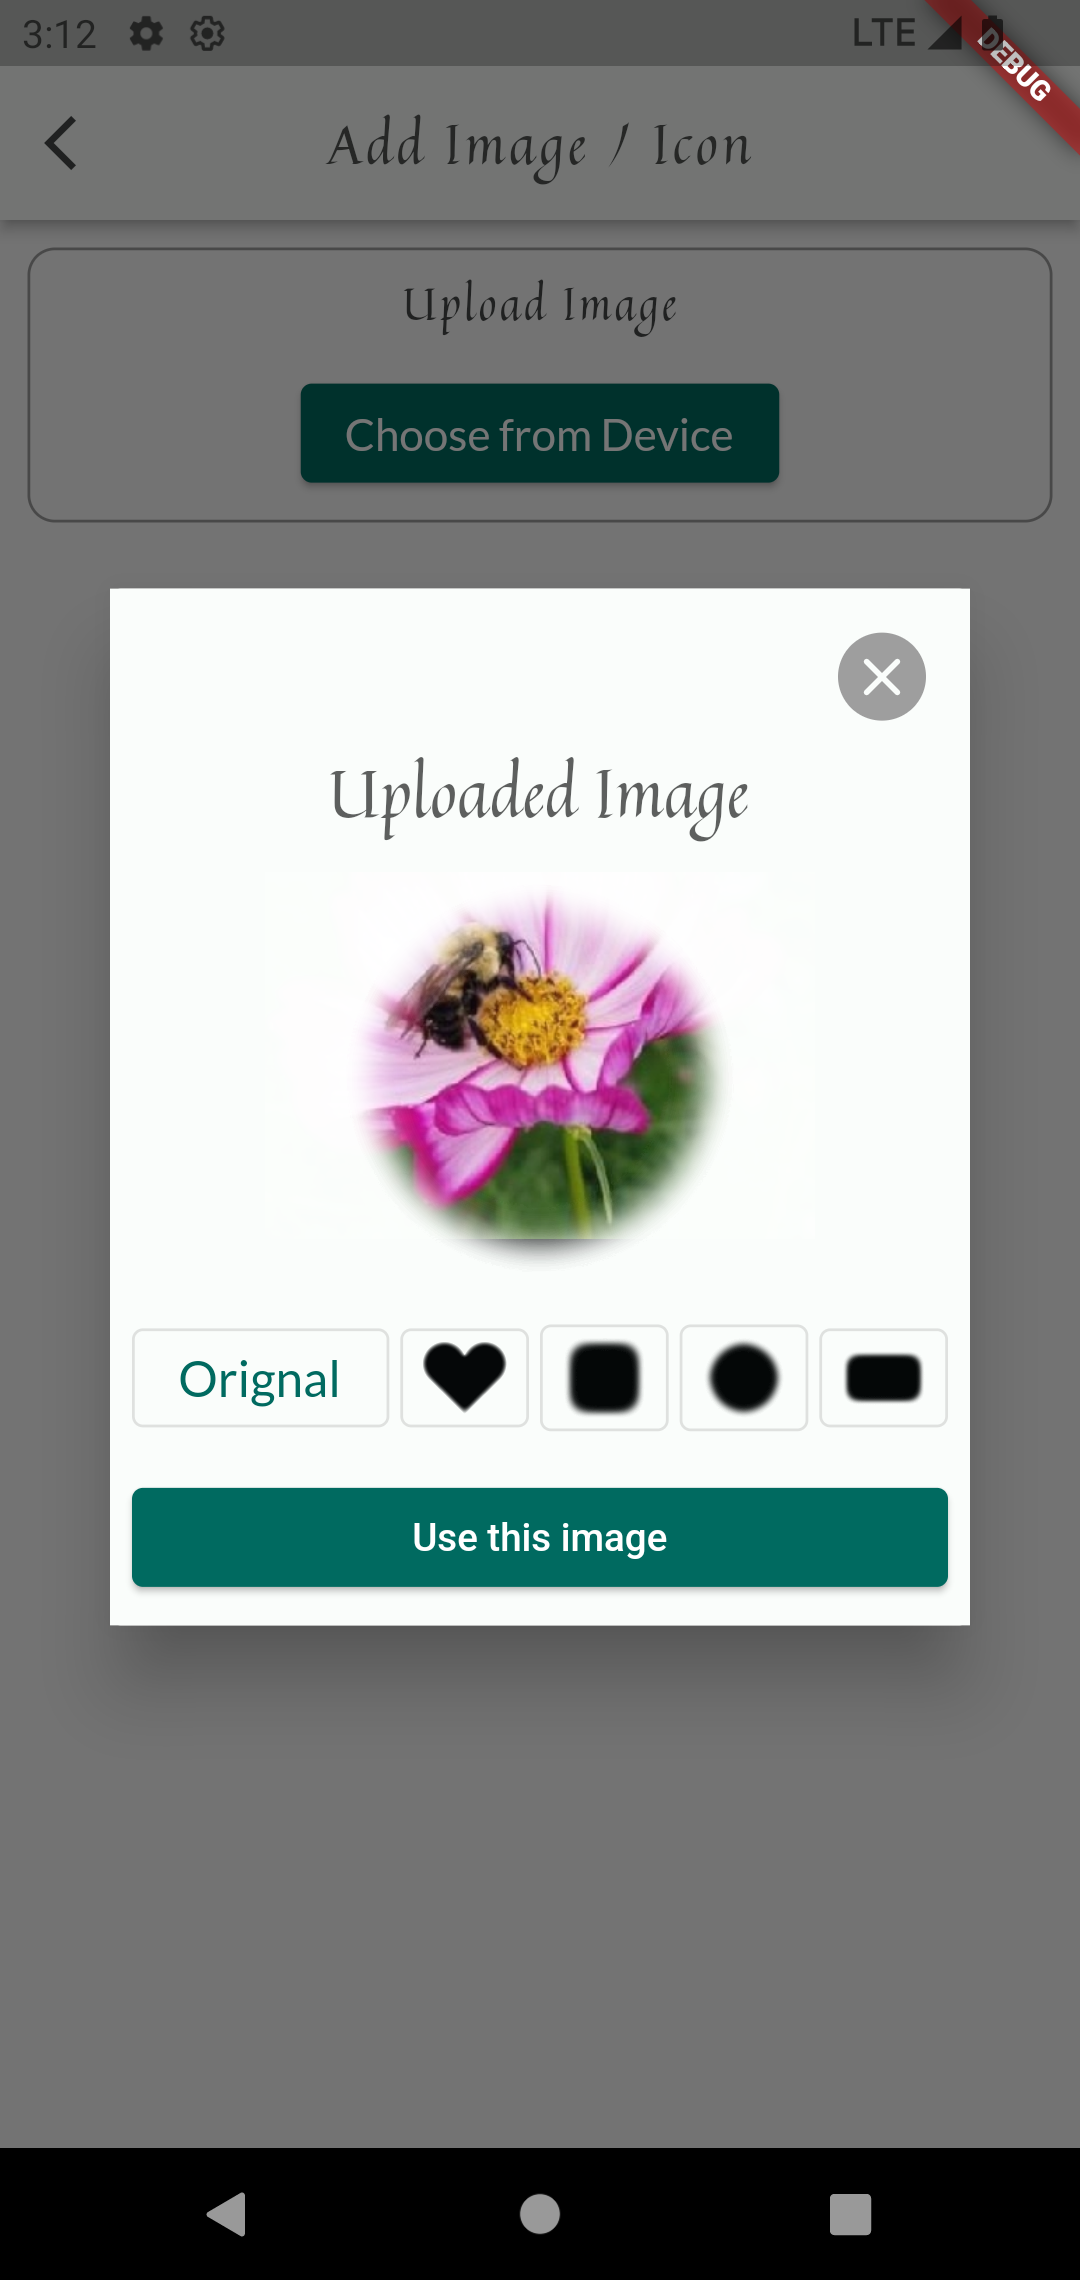 3:12 LTE DEBUG
Add Image / Icon
Upload Image
Choose from Device
Uploaded Image
Orignal
Use this image